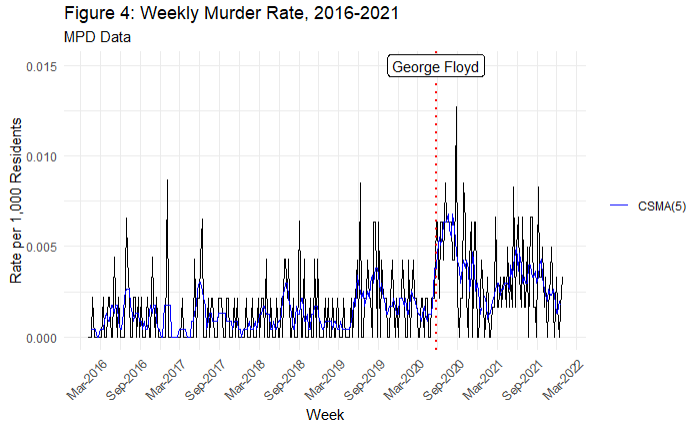 Figure 4: Weekly Murder Rate, 2016-2021
MPD Data
George Floyd
0.015
0.010
0.005
0.000
Rate per 1,000 Residents
CSMA(5)
Mar-2016
Sep-2016
Mar-2017
Sep-2017
Mar-2018
Sep-2018
Mar-2019
Sep-2019
Mar-2020
Sep-2020
Mar-2021
Sep-2021
Mar-2022
Week